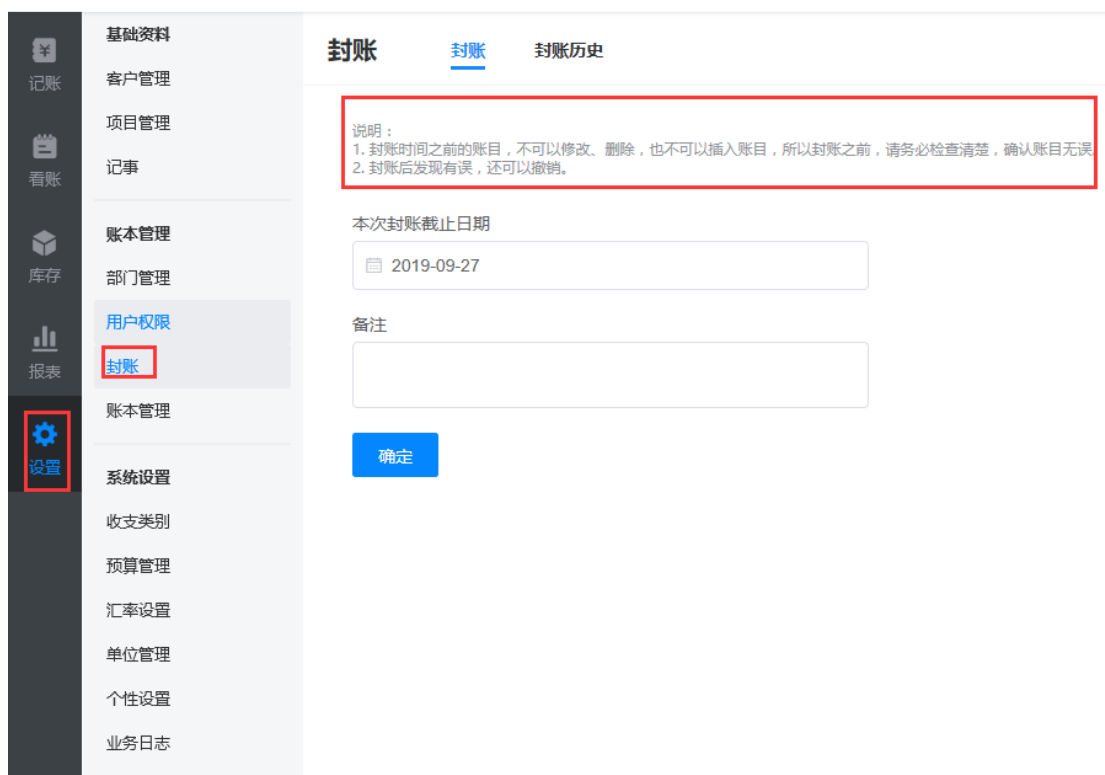 记账
看账
库存
报表
设置
基础资料
客户管理
项目管理
记事
账本管理
部门管理
用户权限
封账
账本管理
系统设置
收支类别
预算管理
汇率设置
单位管理
个性设置
业务日志
封账 封账 封账历史
说明：
1. 封账时间之前的账目，不可以修改、删除，也不可以插入账目，所以封账之前，请务必检查清楚，确认账目无误。
2. 封账后发现有误，还可以撤销。
本次封账截止日期
2019-09-27
备注
确定